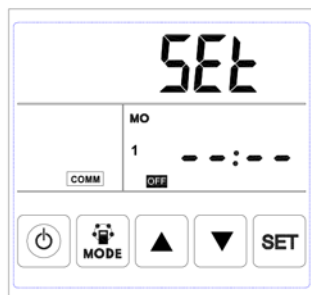 SEt
MO
1 --:--
COMM
OFF
MODE
SET